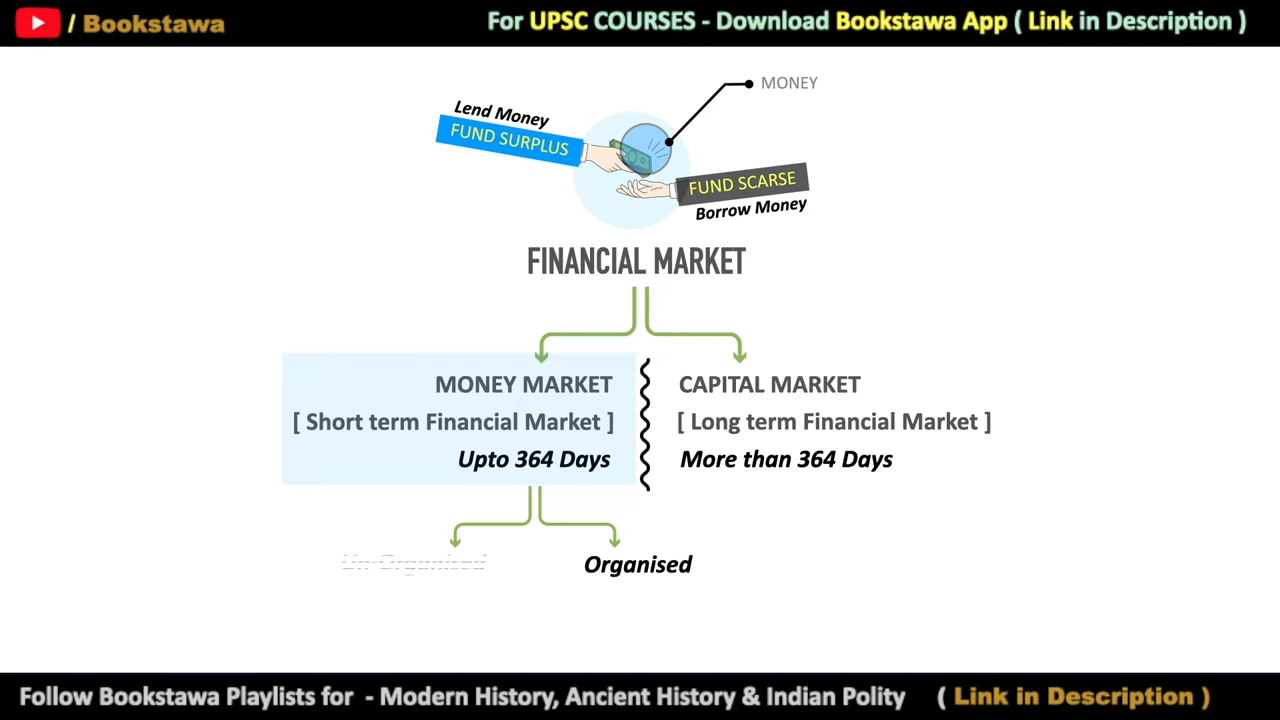 / Bookstawa
For UPSC COURSES - Download Bookstawa App ( Link in Description )
MONEY
Lend Money
FUND SURPLUS
FUND SCARSE
Borrow Money
FINANCIAL MARKET
MONEY MARKET
[ Short term Financial Market ]
Upto 364 Days
CAPITAL MARKET
[ Long term Financial Market ]
More than 364 Days
Un-Organised
Organised
Follow Bookstawa Playlists for - Modern History, Ancient History & Indian Polity ( Link in Description )